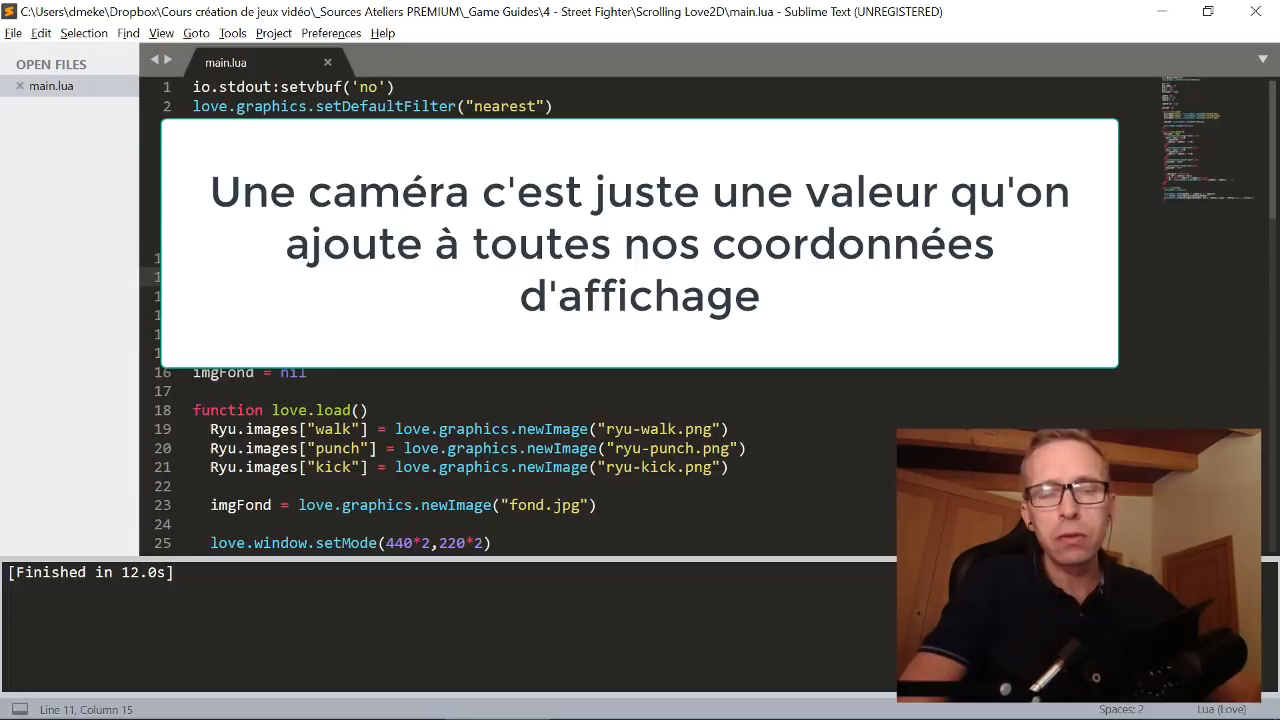 C:\Users\dmeke\Dropbox\Cours création de jeux vidéo\_Sources Ateliers PREMIUM\_Game Guides\4 - Street Fighter\Scrolling Love2D\main.lua - Sublime Text (UNREGISTERED)
File Edit Selection Find View Goto Tools Project Preferences Help
OPEN FILES
main.lua
main.lua
1 io.stdout:setvbuf('no')
2 love.graphics.setDefaultFilter("nearest")
Une caméra c'est juste une valeur qu'on
ajoute à toutes nos coordonnées
d'affichage
16 imgFond = nil
17
18 function love.load()
19 Ryu.images["walk"] = love.graphics.newImage("ryu-walk.png")
20 Ryu.images["punch"] = love.graphics.newImage("ryu-punch.png")
21 Ryu.images["kick"] = love.graphics.newImage("ryu-kick.png")
22
23 imgFond = love.graphics.newImage("fond.jpg")
24
25 love.window.setMode(440*2,220*2)
[Finished in 12.0s]
Line 11, Column 15
Spaces: 2
Lua (Love)